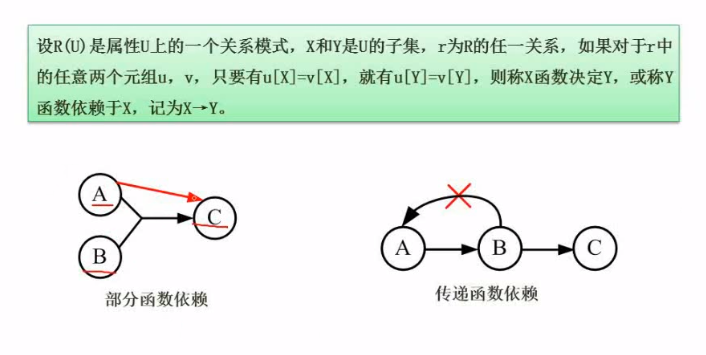 设R(U)是属性U上的一个关系模式，X和Y是U的子集，r为R的任一关系，如果对于r中
的任意两个元组u，v，只要有u[X]=v[X]，就有u[Y]=v[Y]，则称X函数决定Y，或称Y
函数依赖于X，记为X→Y。
A
C
B
部分函数依赖
A
B
C
传递函数依赖